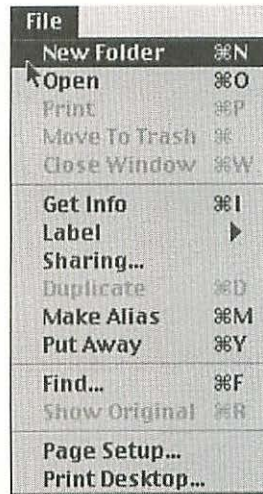 File
New Folder ⌘N
Open ⌘O
Print ⌘P
Move To Trash ⌘
Close Window ⌘W
Get Info ⌘I
Label ▶
Sharing...
Duplicate ⌘D
Make Alias ⌘M
Put Away ⌘Y
Find... ⌘F
Show Original ⌘R
Page Setup...
Print Desktop...